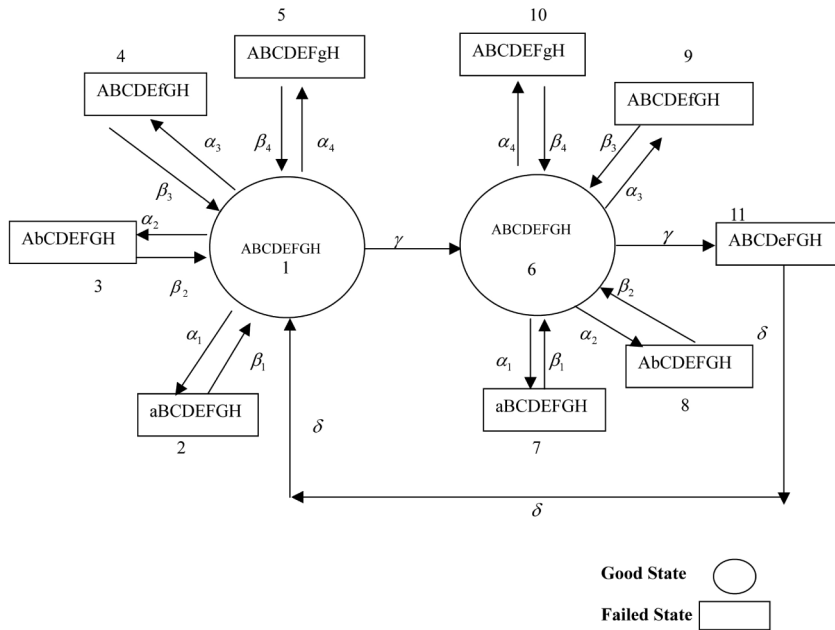 5
ABCDEFgH
10
ABCDEFgH
4
ABCDEfGH
9
ABCDEfGH
β₄
α₄
α₄
β₄
α₃
β₃
β₃
α₃
AbCDEFGH
3
α₂
β₂
ABCDEFGH
1
γ
ABCDEFGH
6
γ
11
ABCDeFGH
α₁
β₁
aBCDEFGH
2
α₁
β₁
aBCDEFGH
7
β₂
α₂
AbCDEFGH
8
δ
δ
δ
Good State
Failed State